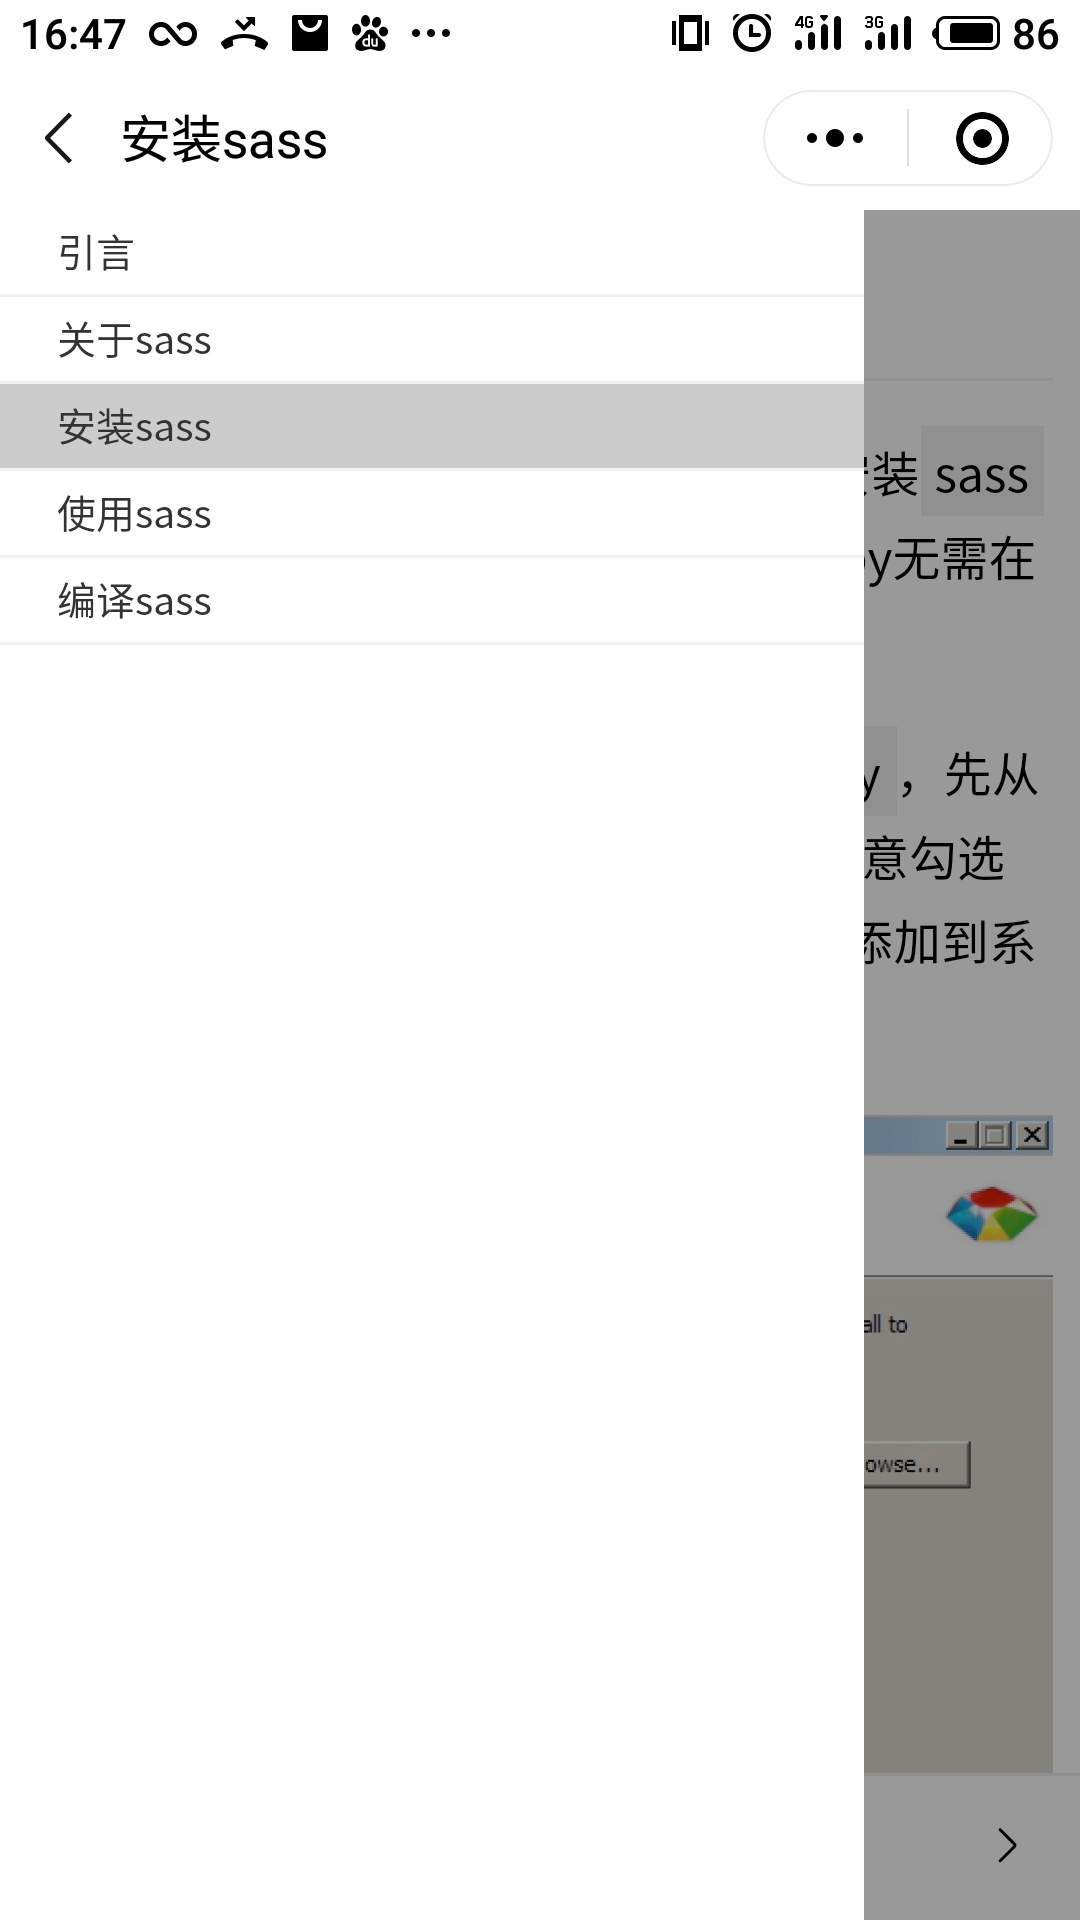 16:47 4G 3G 86
安装sass
引言
关于sass
安装sass
使用sass
编译sass
装 sass
y无需在
y ，先从
意勾选
添加到系
all to
owse...